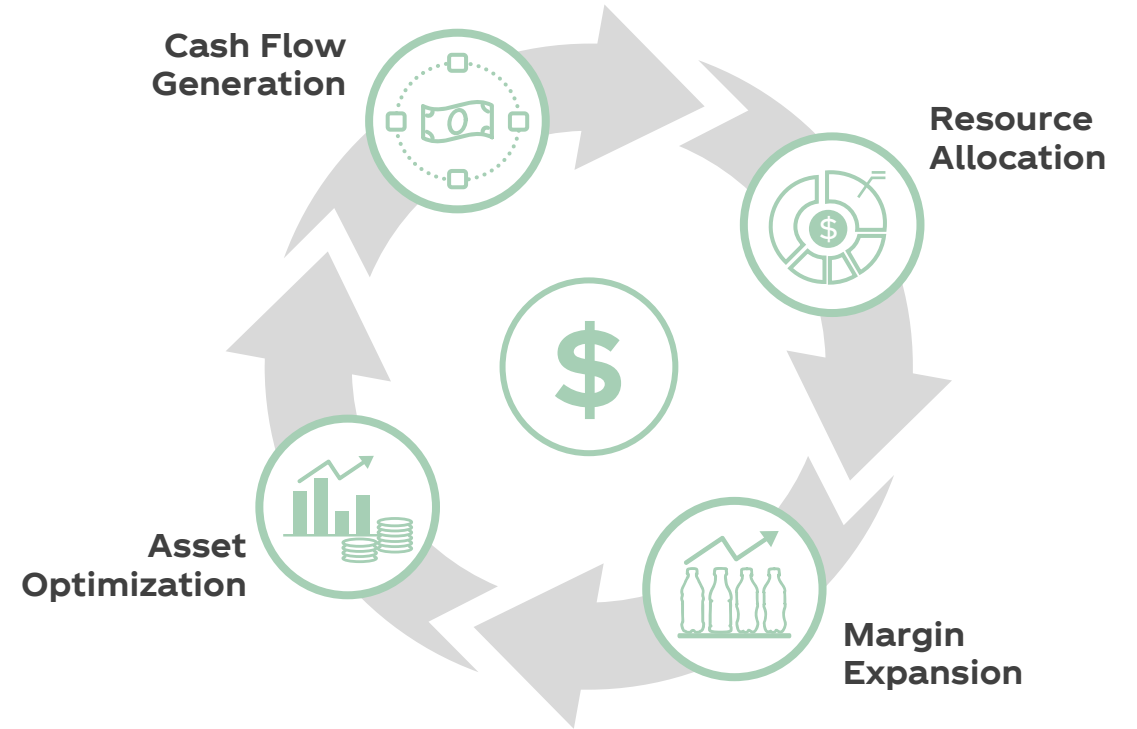 Cash Flow
Generation
Resource
Allocation
$
$
Asset
Optimization
Margin
Expansion